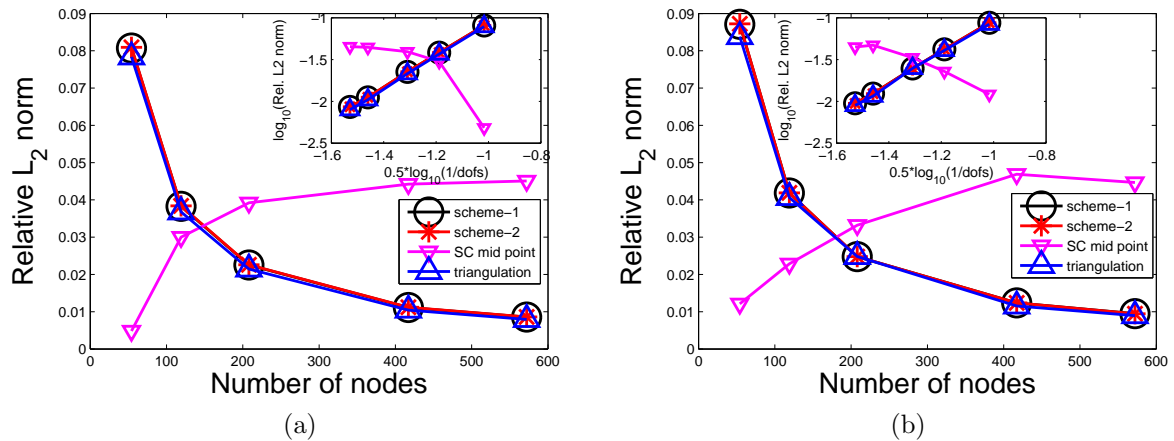 0.09
0.08
0.07
0.06
0.05
0.04
0.03
0.02
0.01
0
0 100 200 300 400 500 600
Relative L2 norm
Number of nodes
−1
−1.5
−2
−2.5
−1.6 −1.4 −1.2 −1 −0.8
log10(Rel. L2 norm)
0.5*log10(1/dofs)
scheme−1
scheme−2
SC mid point
triangulation
(a)
0.09
0.08
0.07
0.06
0.05
0.04
0.03
0.02
0.01
0
0 100 200 300 400 500 600
Relative L2 norm
Number of nodes
−1
−1.5
−2
−2.5
−1.6 −1.4 −1.2 −1 −0.8
log10(Rel. L2 norm)
0.5*log10(1/dofs)
scheme−1
scheme−2
SC mid point
triangulation
(b)